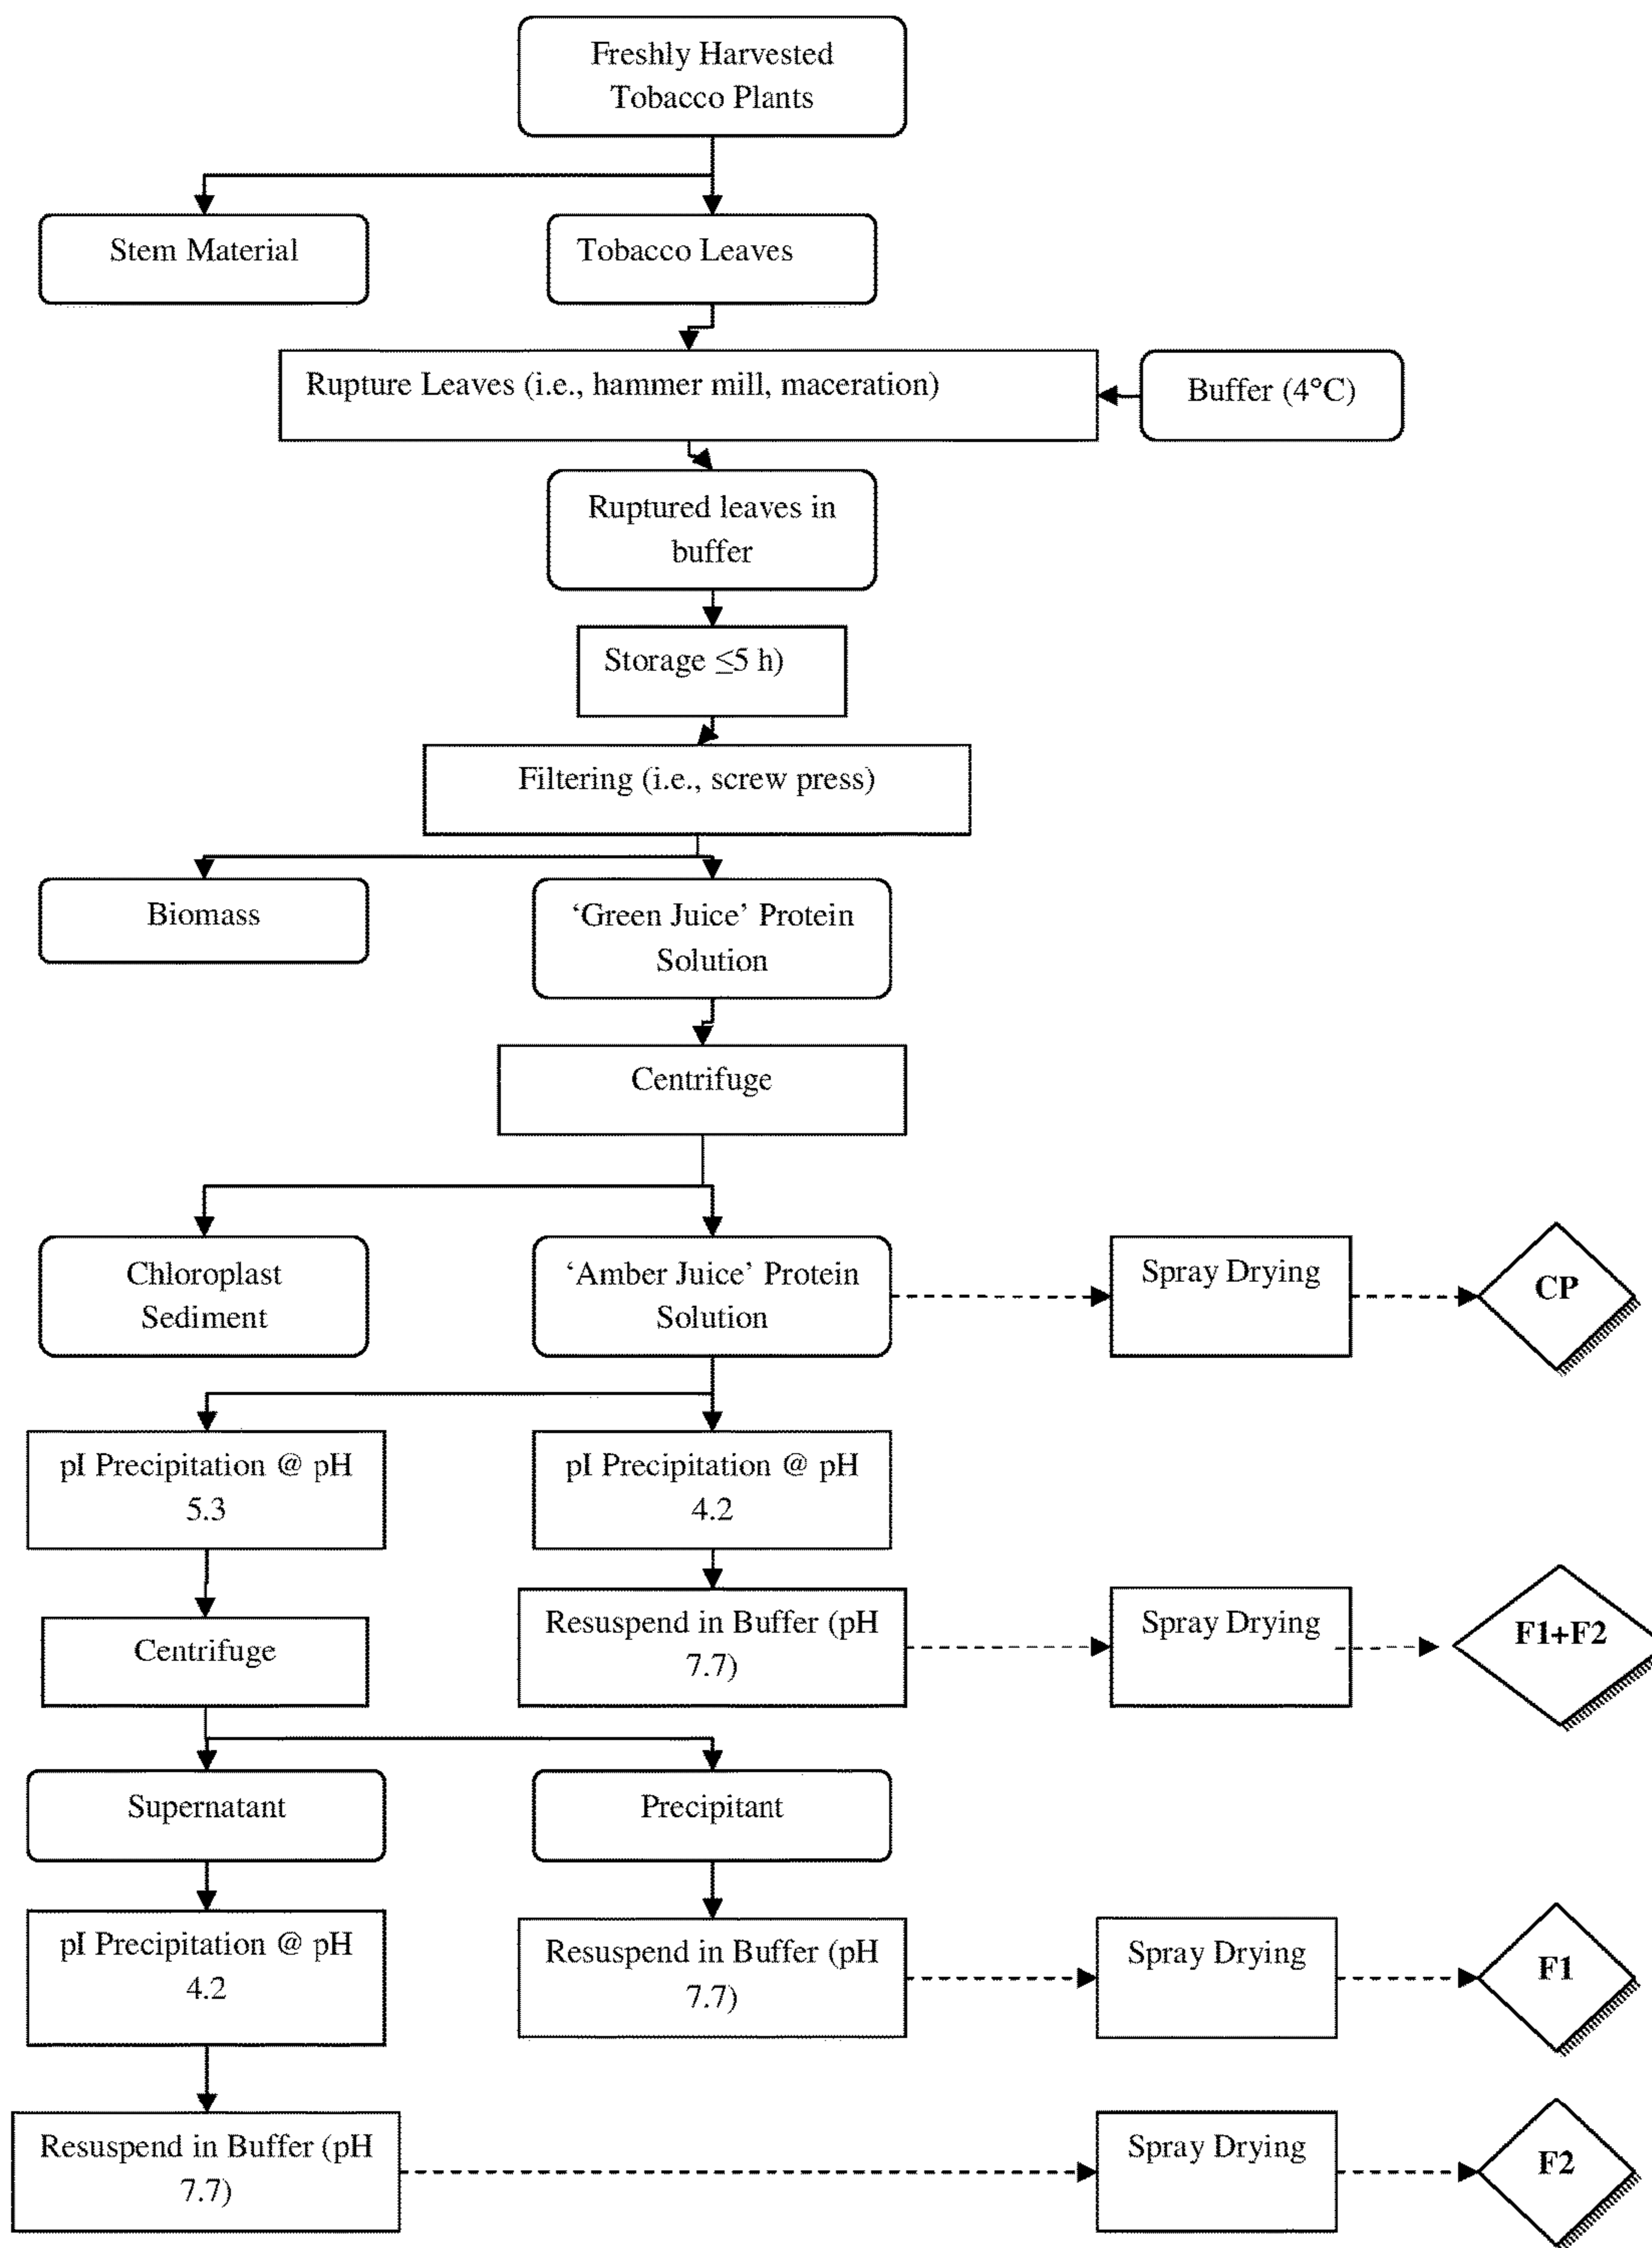 Freshly Harvested
Tobacco Plants
Stem Material
Tobacco Leaves
Rupture Leaves (i.e., hammer mill, maceration)
Buffer (4°C)
Ruptured leaves in
buffer
Storage ≤5 h)
Filtering (i.e., screw press)
Biomass
‘Green Juice’ Protein
Solution
Centrifuge
Chloroplast
Sediment
‘Amber Juice’ Protein
Solution
Spray Drying
CP
pI Precipitation @ pH
5.3
pI Precipitation @ pH
4.2
Centrifuge
Resuspend in Buffer (pH
7.7)
Spray Drying
F1+F2
Supernatant
Precipitant
pI Precipitation @ pH
4.2
Resuspend in Buffer (pH
7.7)
Spray Drying
F1
Resuspend in Buffer (pH
7.7)
Spray Drying
F2